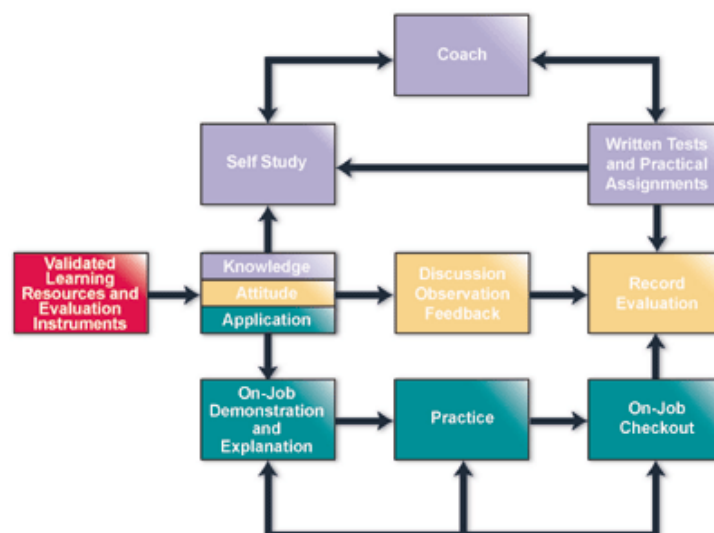 Coach
Self Study
Written Tests
and Practical
Assignments
Validated
Learning
Resources and
Evaluation
Instruments
Knowledge
Attitude
Application
Discussion
Observation
Feedback
Record
Evaluation
On-Job
Demonstration
and
Explanation
Practice
On-Job
Checkout